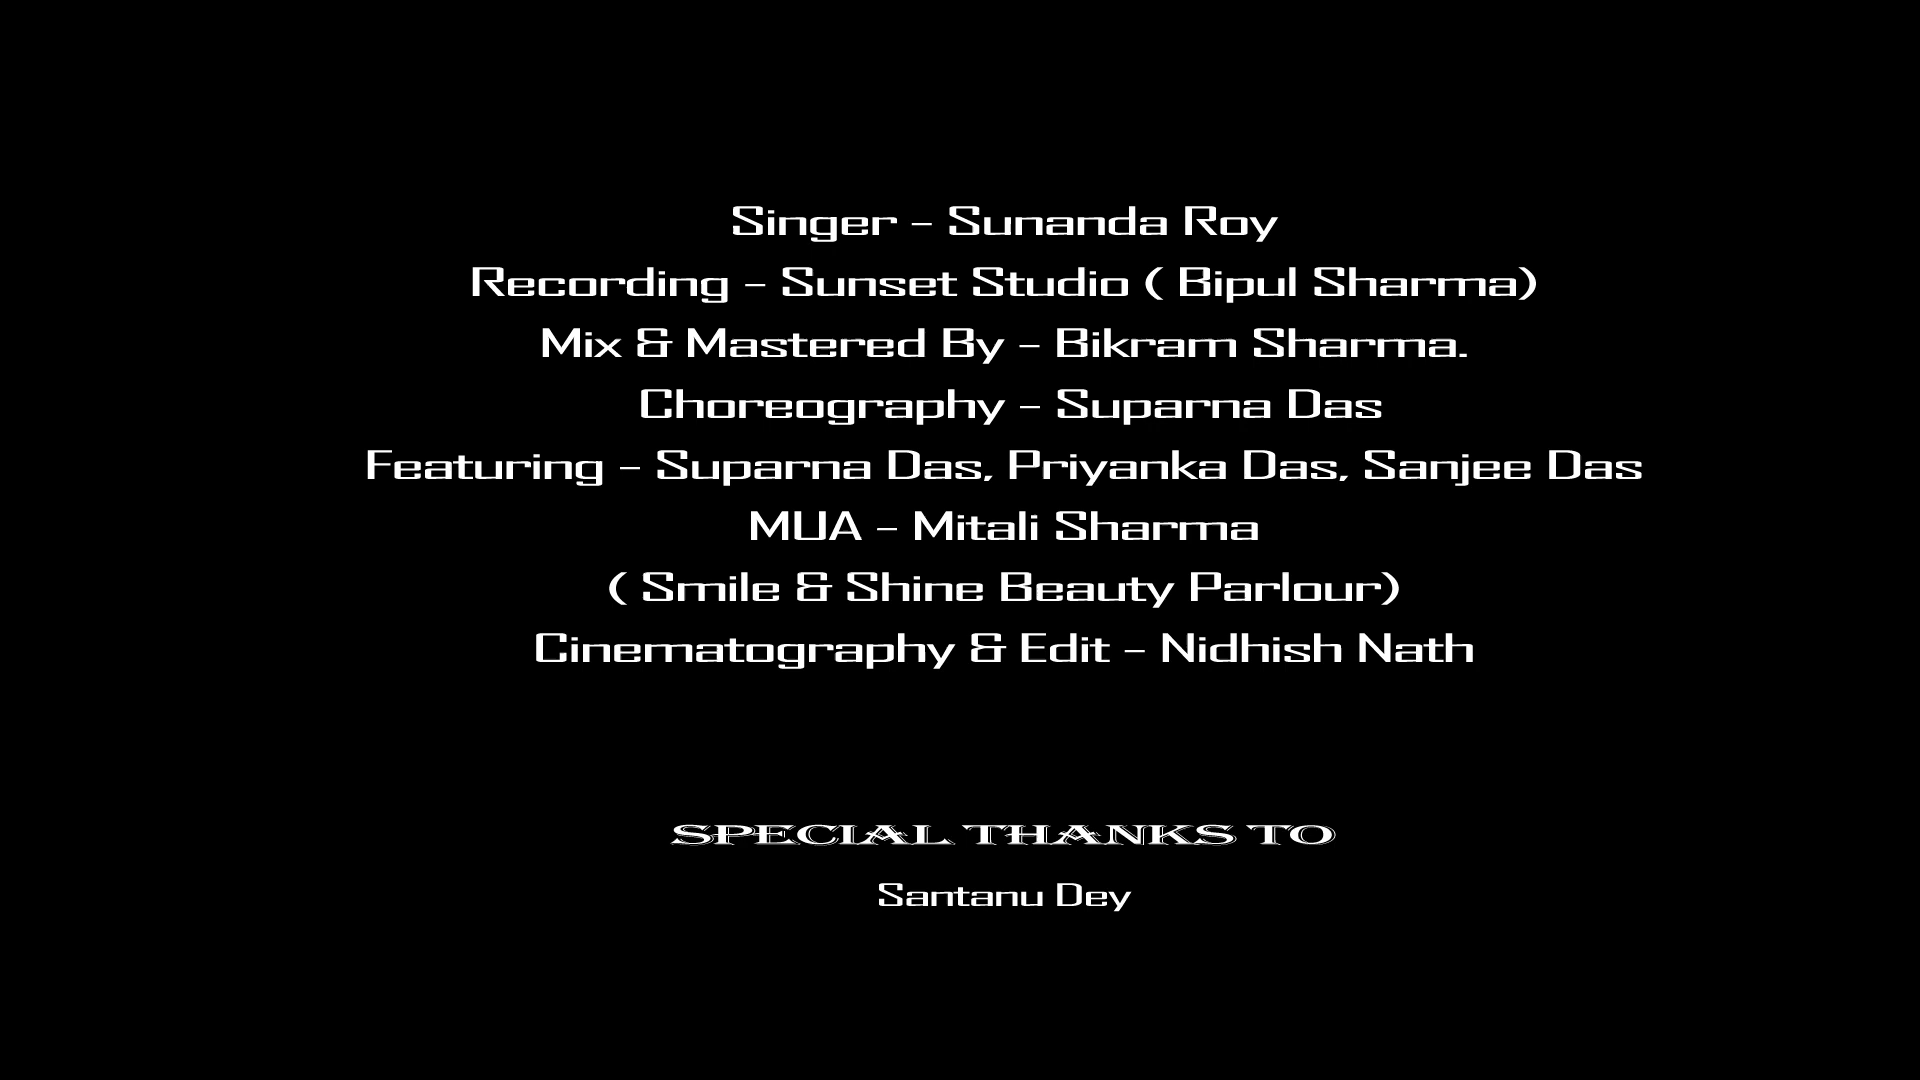 Singer - Sunanda Roy
Recording - Sunset Studio ( Bipul Sharma)
Mix & Mastered By - Bikram Sharma.
Choreography - Suparna Das
Featuring - Suparna Das, Priyanka Das, Sanjee Das
MUA - Mitali Sharma
( Smile & Shine Beauty Parlour)
Cinematography & Edit - Nidhish Nath
SPECIAL THANKS TO
Santanu Dey